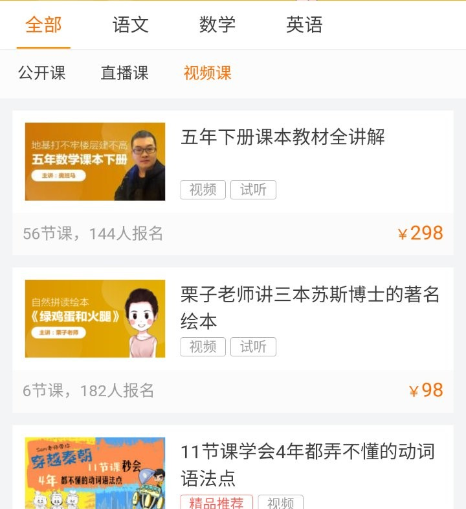 全部 语文 数学 英语
公开课 直播课 视频课
地基打不牢楼层建不高
五年数学课本下册
五年下册课本教材全讲解
视频 试听
56节课，144人报名 ￥298
自然拼读绘本
《绿鸡蛋和火腿》
主讲：栗子老师
栗子老师讲三本苏斯博士的著名
绘本
视频 试听
6节课，182人报名 ￥98
穿越秦朝
11节课秒会
4年都不懂的动词语法点
11节课学会4年都弄不懂的动词
语法点
精品推荐 视频